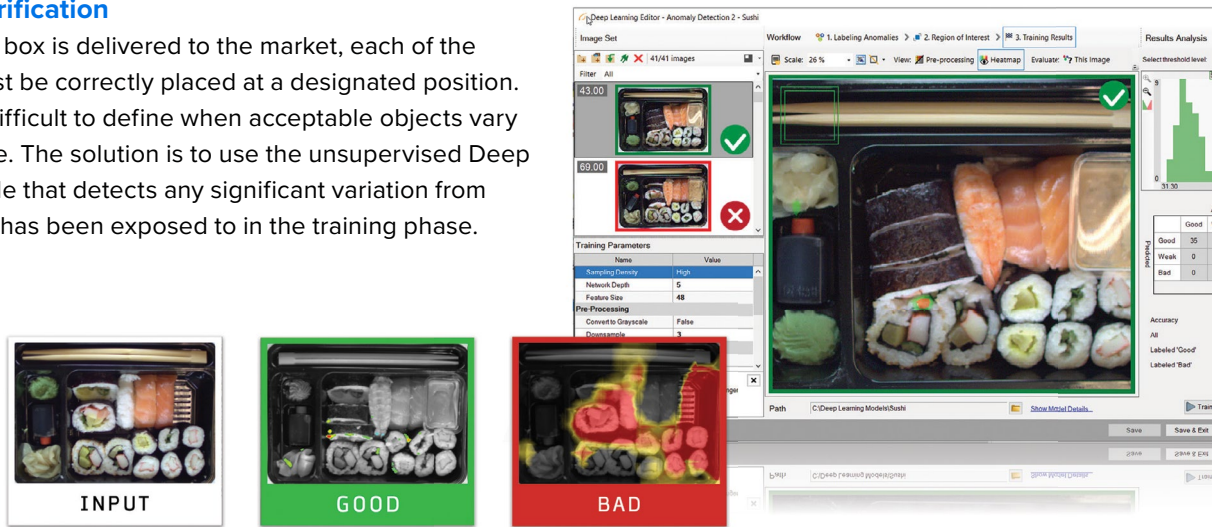 rification
box is delivered to the market, each of the
st be correctly placed at a designated position.
ifficult to define when acceptable objects vary
e. The solution is to use the unsupervised Deep
le that detects any significant variation from
has been exposed to in the training phase.
INPUT
GOOD
BAD
Deep Learning Editor - Anomaly Detection 2 - Sushi
Image Set
Workflow 1. Labeling Anomalies 2. Region of Interest 3. Training Results
Results Analysis
41/41 images
Scale: 26 % View: Pre-processing Heatmap Evaluate: This Image
Select threshold level:
Filter All
43.00
69.00
9
0
31.30
Training Parameters
Name Value
Sampling Density High
Network Depth 5
Feature Size 48
Pre-Processing
Convert to Grayscale False
Downsample 3
nger
Good
Predicted
Good 35
Weak 0
Bad 0
Accuracy
All
Labeled 'Good'
Labeled 'Bad'
Path C:\Deep Learning Models\Sushi Show Model Details...
Train
Save Save & Exit